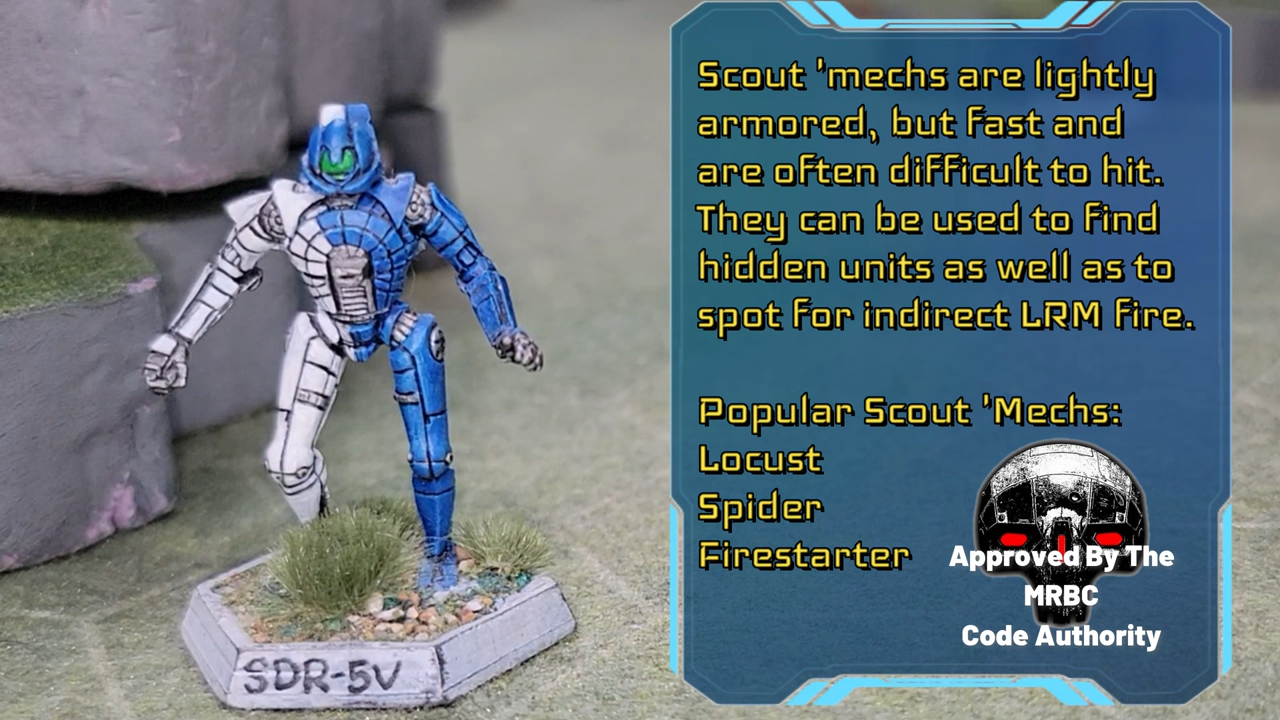 Scout 'mechs are lightly
armored, but fast and
are often difficult to hit.
They can be used to find
hidden units as well as to
spot for indirect LRM fire.
Popular Scout 'Mechs:
Locust
Spider
Firestarter
Approved By The
MRBC
Code Authority
SDR-5V